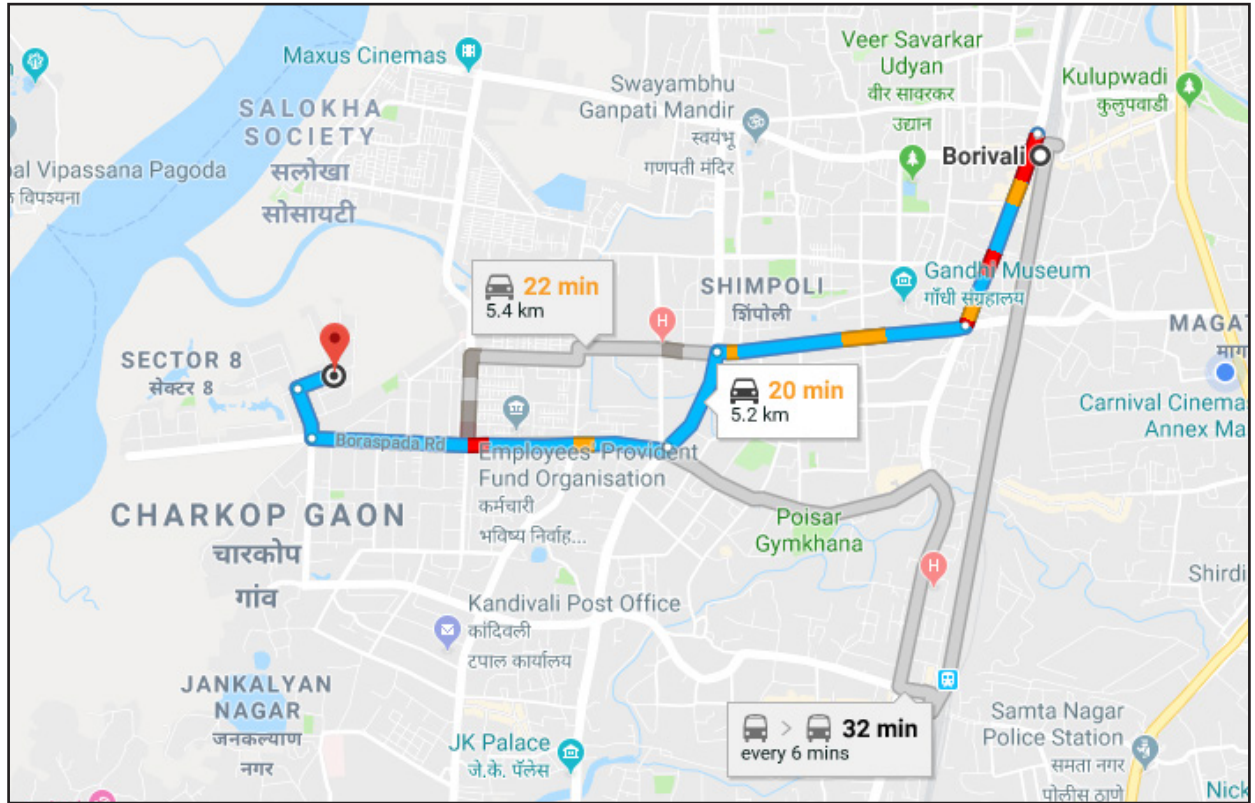 Maxus Cinemas
SALOKHA
SOCIETY
सलोखा
सोसायटी
Vipassana Pagoda
विपश्यना
Swayambhu
Ganpati Mandir
स्वयंभू
गणपती मंदिर
Veer Savarkar
Udyan
वीर सावरकर
उद्यान
Kulupwadi
कुलुपवाडी
Borivali
22 min
5.4 km
SHIMPOLI
शिंपोली
H
Gandhi Museum
गाँधी संग्रहालय
MAGAT
माग
SECTOR 8
सेक्टर 8
20 min
5.2 km
Carnival Cinema
Annex Ma
Boraspada Rd
Employees' Provident
Fund Organisation
कर्मचारी
भविष्य निर्वाह...
CHARKOP GAON
चारकोप
गांव
Poisar
Gymkhana
H
Shirdi
Kandivali Post Office
कांदिवली
टपाल कार्यालय
JANKALYAN
NAGAR
जनकल्याण
नगर
JK Palace
जे.के. पॅलेस
> 32 min
every 6 mins
Samta Nagar
Police Station
समता नगर
पोलीस ठाणे
Nick